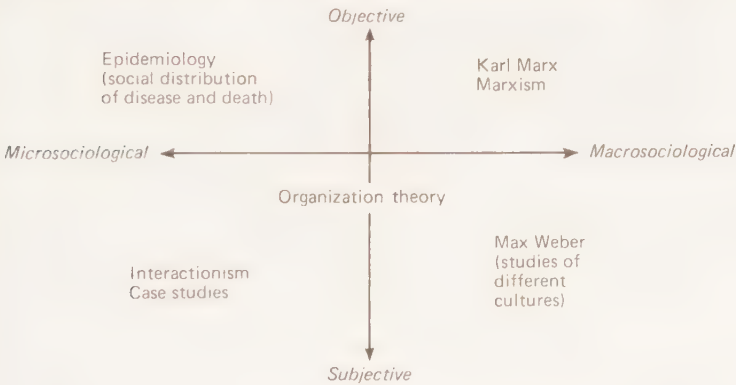 Objective
Epidemiology
(social distribution
of disease and death)
Karl Marx
Marxism
Microsociological
Macrosociological
Organization theory
Interactionism
Case studies
Max Weber
(studies of
different
cultures)
Subjective